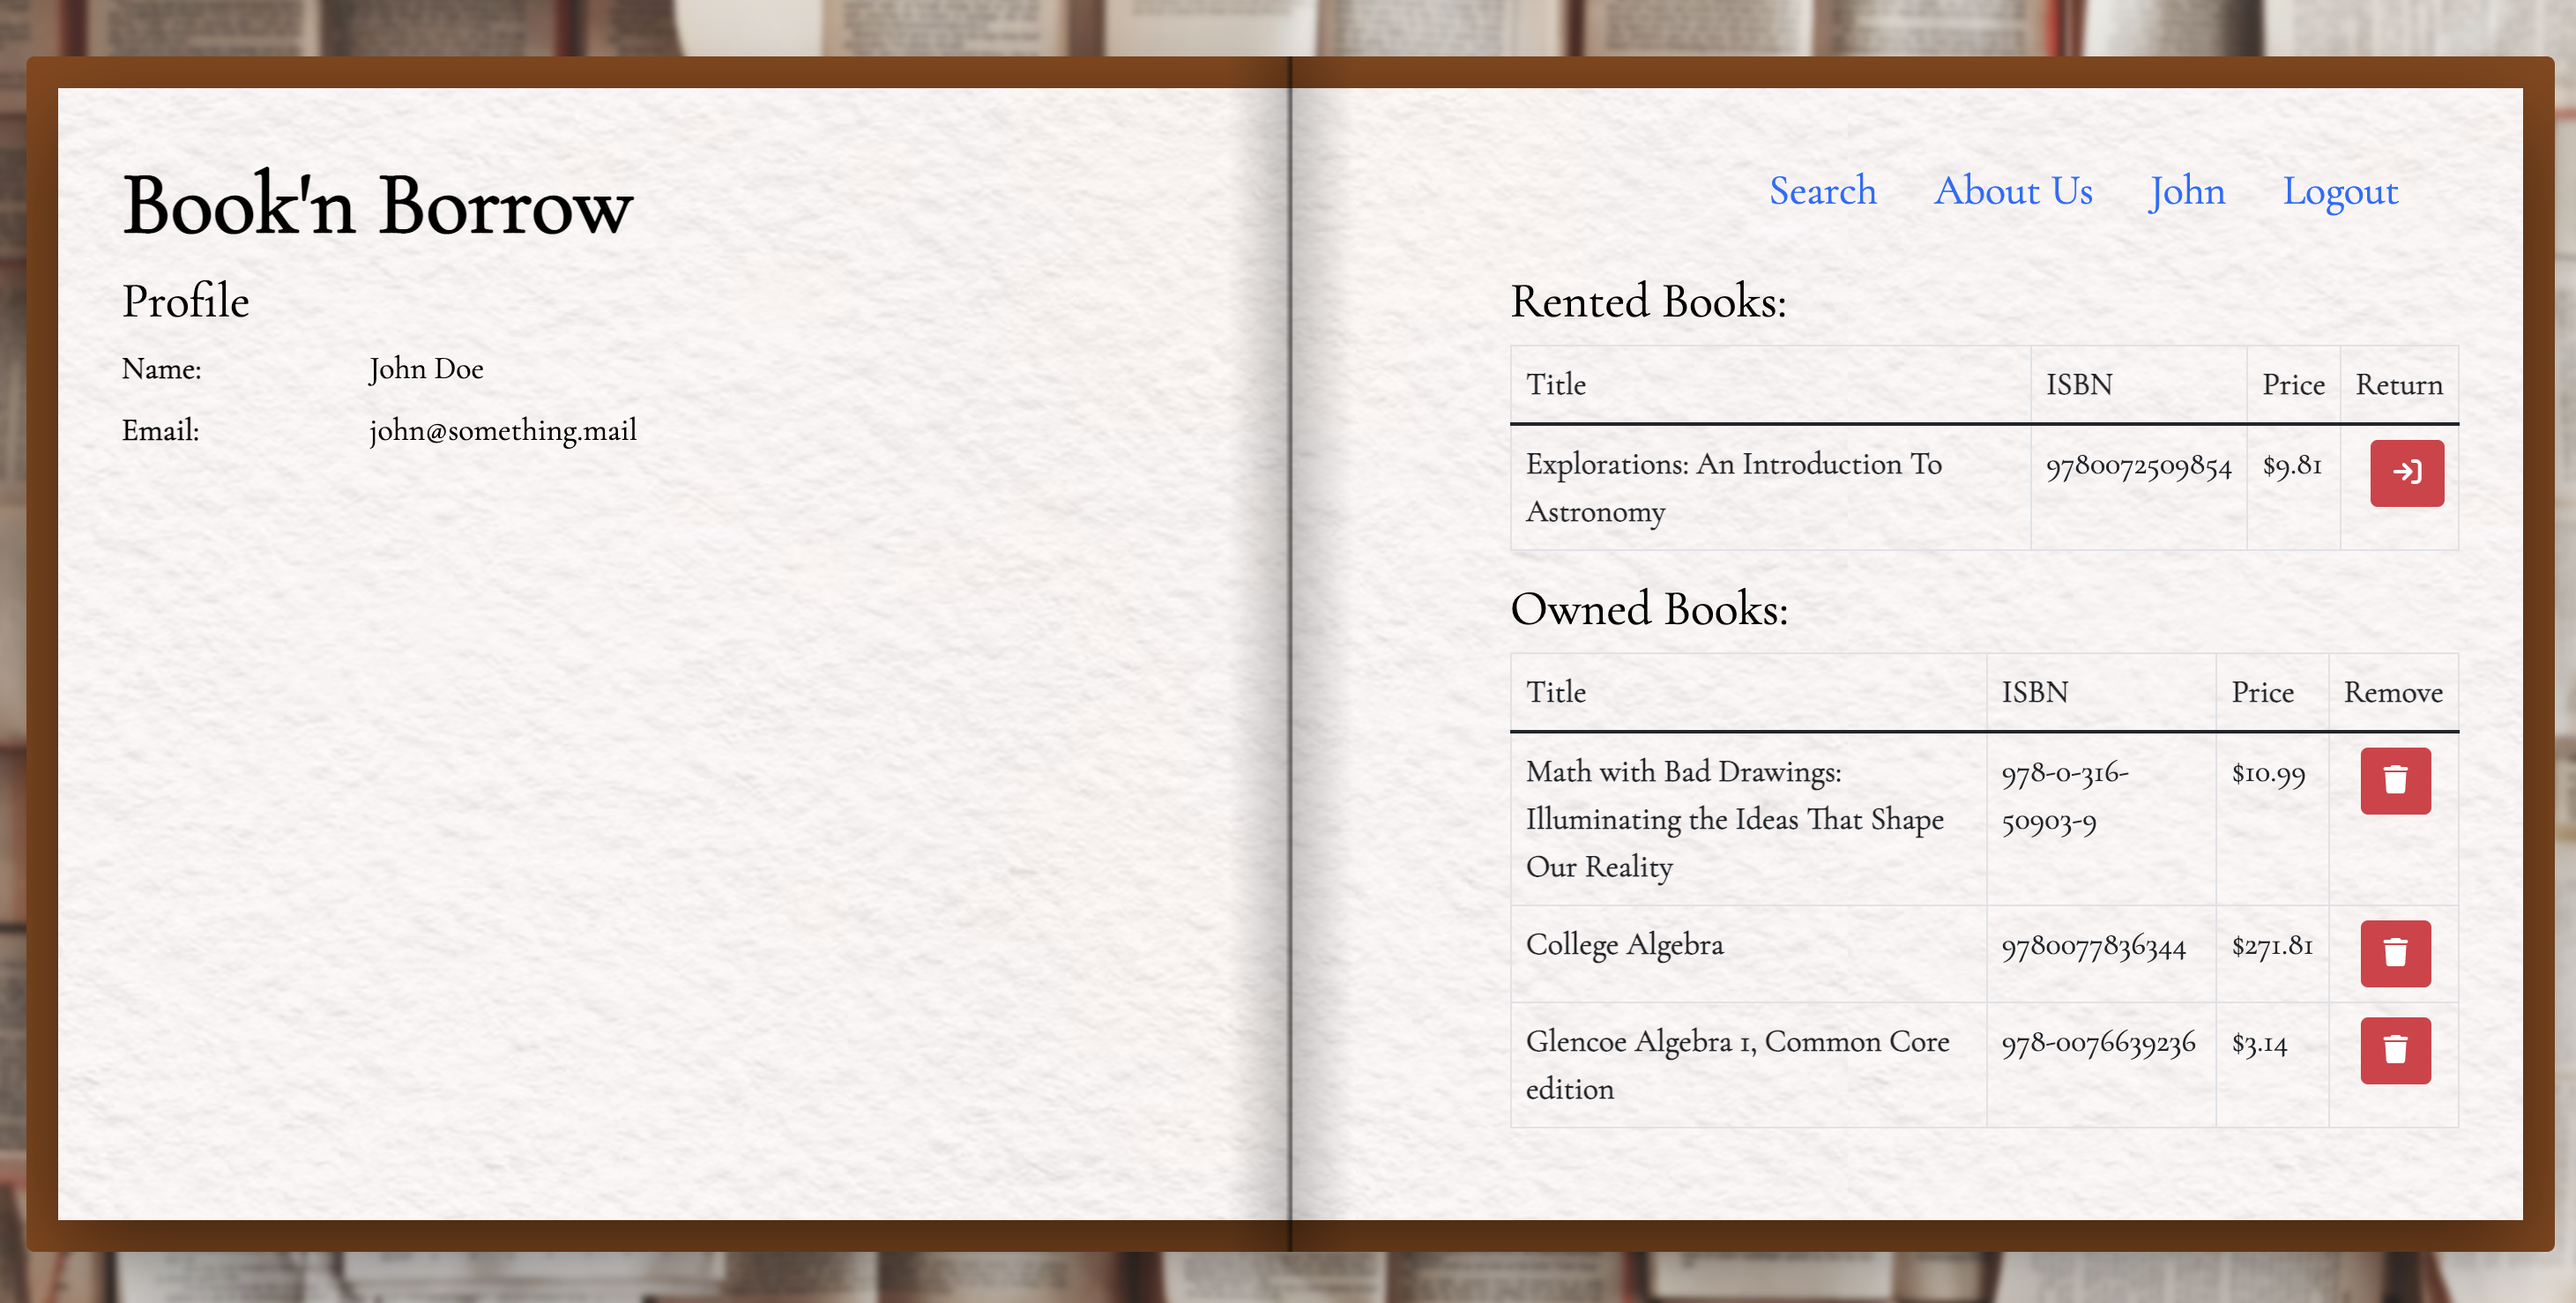 Book'n Borrow
Search About Us John Logout
Profile
Name: John Doe
Email: john@something.mail
Rented Books:
Title ISBN Price Return
Explorations: An Introduction To 9780072509854 $9.81
Astronomy
Owned Books:
Title ISBN Price Remove
Math with Bad Drawings: 978-0-316- $10.99
Illuminating the Ideas That Shape 50903-9
Our Reality
College Algebra 9780077836344 $271.81
Glencoe Algebra 1, Common Core 978-0076639236 $3.14
edition